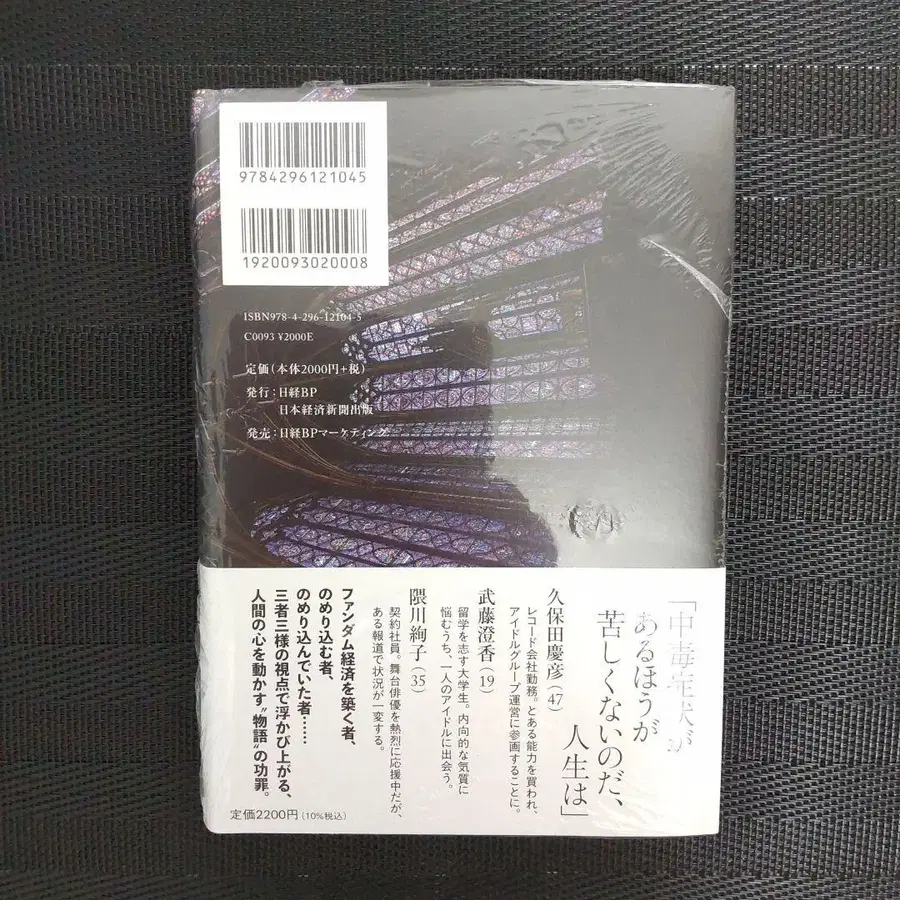 9784296121045
1920093020008
ISBN978-4-296-12104-5
C0093 ¥2000E
定価(本体2000円+税)
発行:日経BP
日本経済新聞出版
発売:日経BPマーケティング
「中毒症状が
あるほうが
苦しくないのだ、
人生は」
久保田慶彦(47)
レコード会社勤務。とある能力を買われ、
アイドルグループ運営に参画することに。
武藤澄香(19)
留学を志す大学生。内向的な気質に
悩むうち、一人のアイドルに出会う。
隈川絢子(35)
契約社員。舞台俳優を熱烈に応援中だが、
ある報道で状況が一変する。
ファンダム経済を築く者、
のめり込む者、
のめり込んでいた者……
三者三様の視点で浮かび上がる、
人間の心を動かす“物語”の功罪。
定価2200円(10%税込)